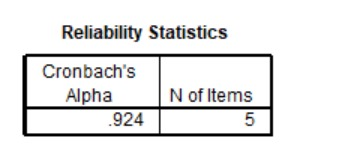 Reliability Statistics
Cronbach's
Alpha
N of Items
.924
5